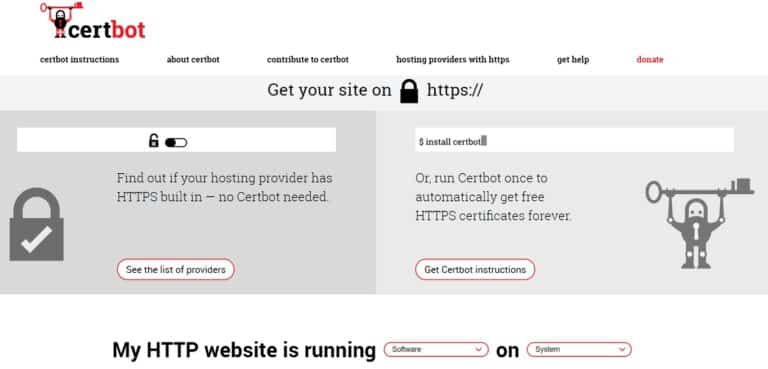 certbot
certbot instructions about certbot contribute to certbot hosting providers with https get help donate
Get your site on https://
$ install certbot
Find out if your hosting provider has
HTTPS built in — no Certbot needed.
See the list of providers
Or, run Certbot once to
automatically get free
HTTPS certificates forever.
Get Certbot instructions
My HTTP website is running Software on System